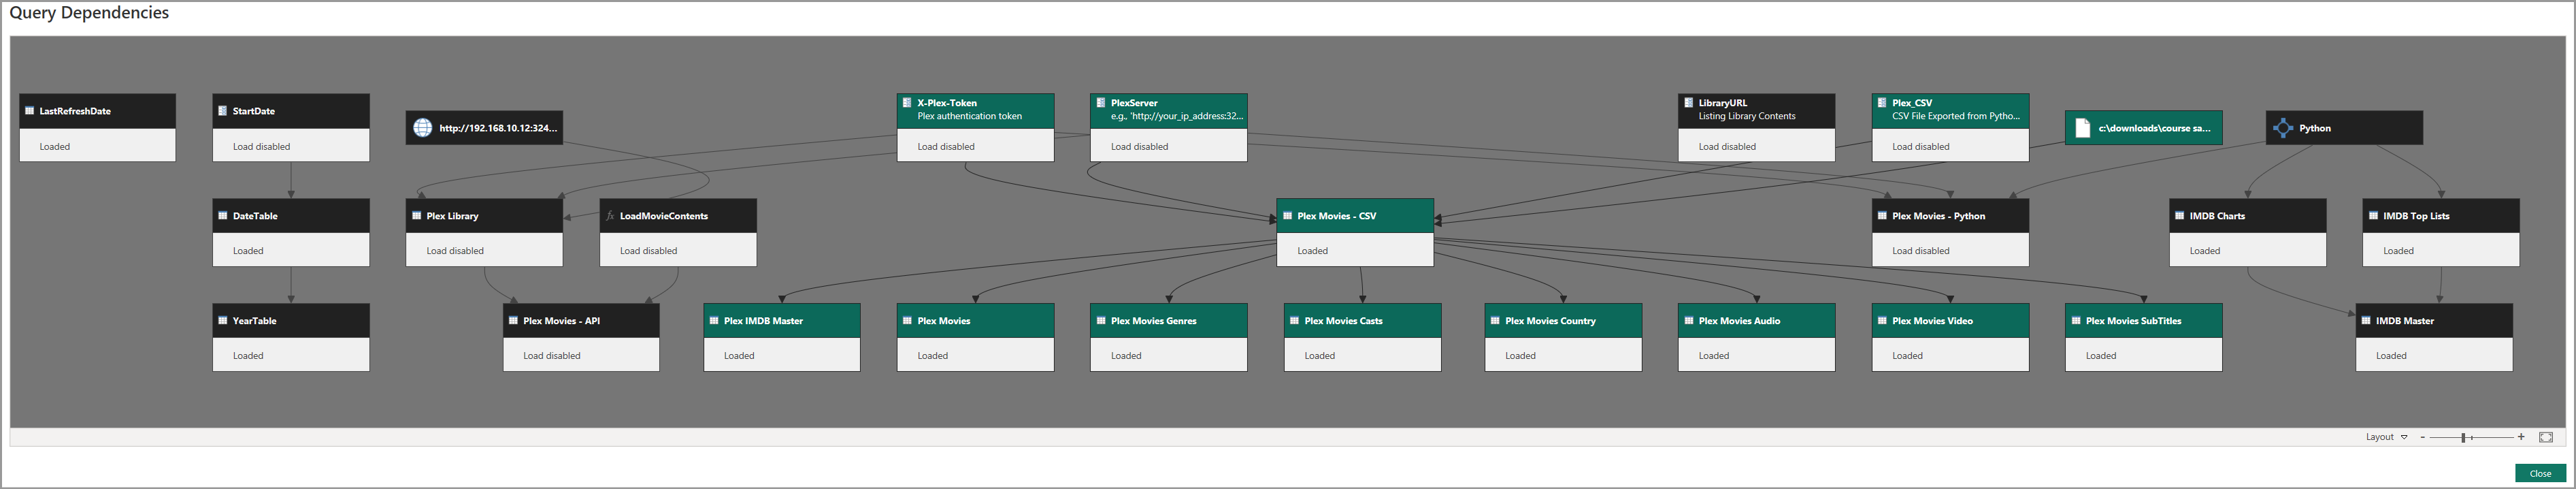 Query Dependencies
LastRefreshDate
Loaded
StartDate
Load disabled
http://192.168.10.12:324...
X-Plex-Token
Plex authentication token
Load disabled
PlexServer
e.g., 'http://your_ip_address:32...
Load disabled
LibraryURL
Listing Library Contents
Load disabled
Plex_CSV
CSV File Exported from Pytho...
Load disabled
c:\downloads\course sa...
Python
DateTable
Loaded
Plex Library
Load disabled
fx LoadMovieContents
Load disabled
Plex Movies - CSV
Loaded
Plex Movies - Python
Load disabled
IMDB Charts
Loaded
IMDB Top Lists
Loaded
YearTable
Loaded
Plex Movies - API
Load disabled
Plex IMDB Master
Loaded
Plex Movies
Loaded
Plex Movies Genres
Loaded
Plex Movies Casts
Loaded
Plex Movies Country
Loaded
Plex Movies Audio
Loaded
Plex Movies Video
Loaded
Plex Movies SubTitles
Loaded
IMDB Master
Loaded
Layout - +
Close